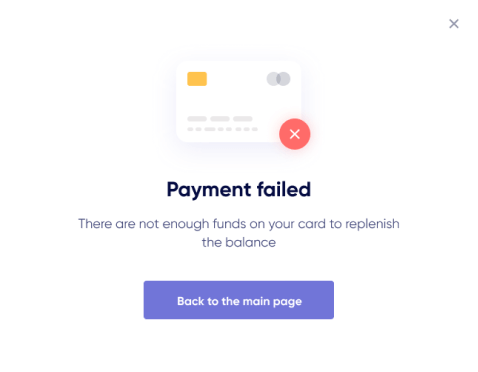 Payment failed
There are not enough funds on your card to replenish
the balance
Back to the main page